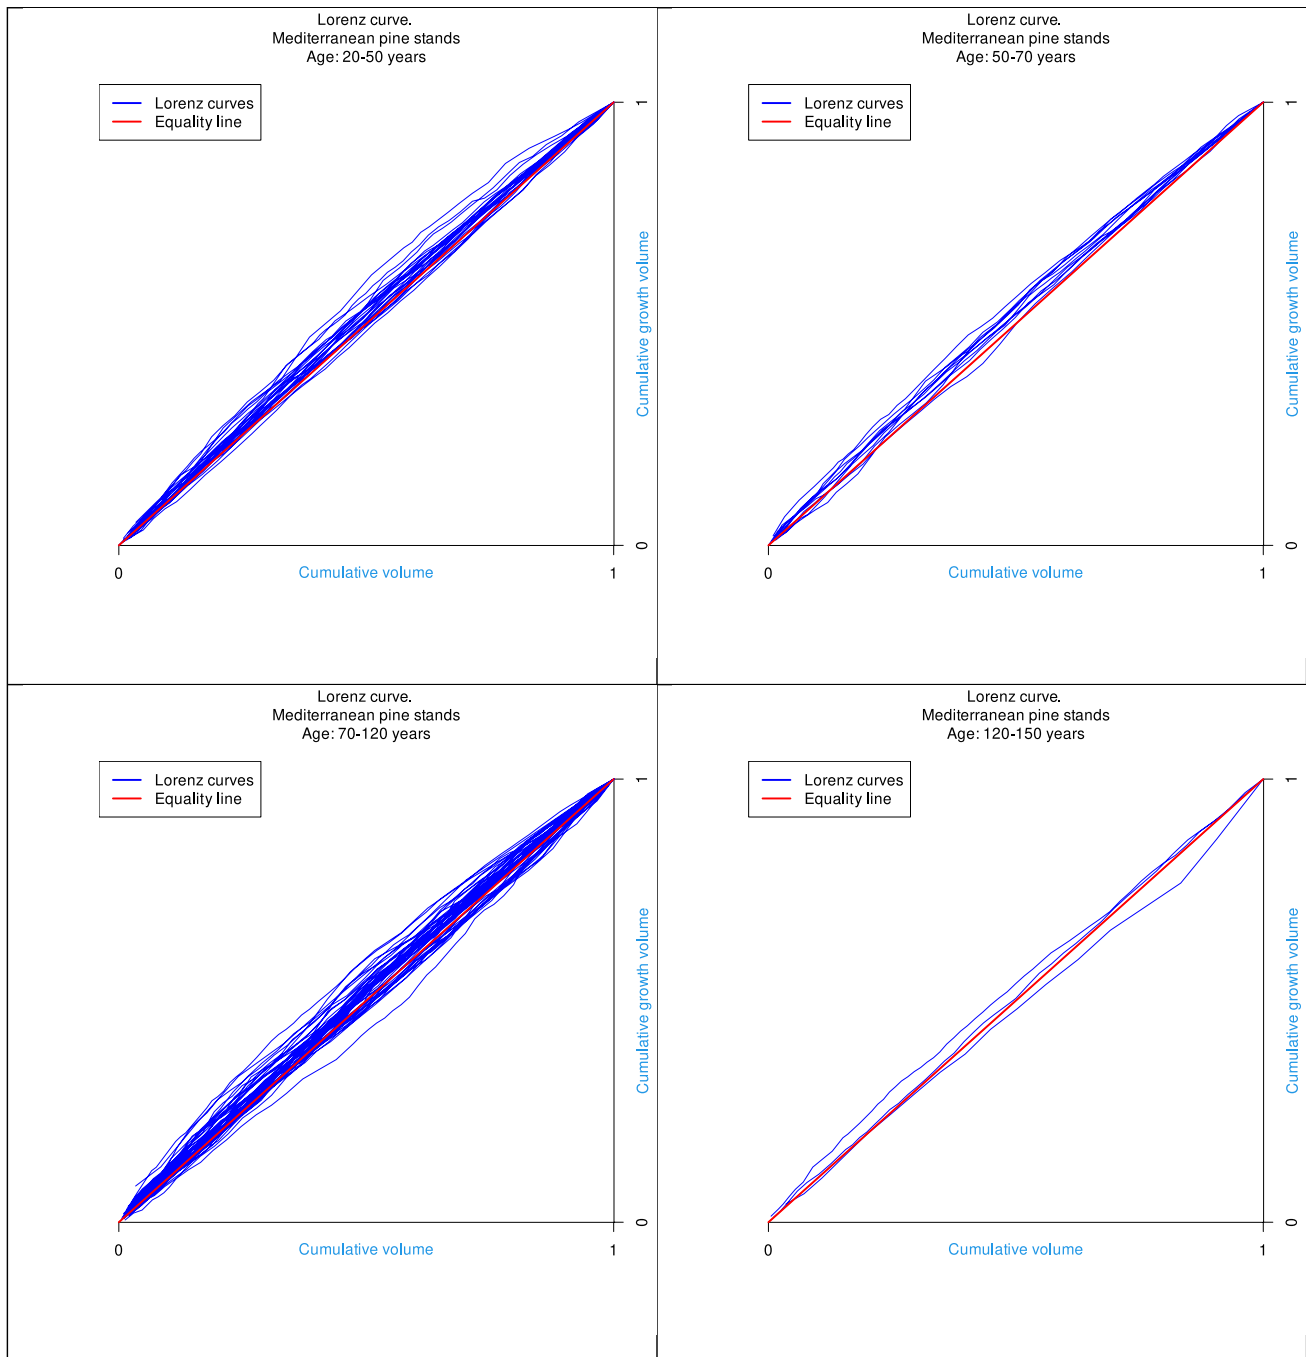 Lorenz curve.
Mediterranean pine stands
Age: 20-50 years
Lorenz curves
Equality line
1
Cumulative growth volume
0
0
Cumulative volume
1
Lorenz curve.
Mediterranean pine stands
Age: 50-70 years
Lorenz curves
Equality line
1
Cumulative growth volume
0
0
Cumulative volume
1
Lorenz curve.
Mediterranean pine stands
Age: 70-120 years
Lorenz curves
Equality line
1
Cumulative growth volume
0
0
Cumulative volume
1
Lorenz curve.
Mediterranean pine stands
Age: 120-150 years
Lorenz curves
Equality line
1
Cumulative growth volume
0
0
Cumulative volume
1